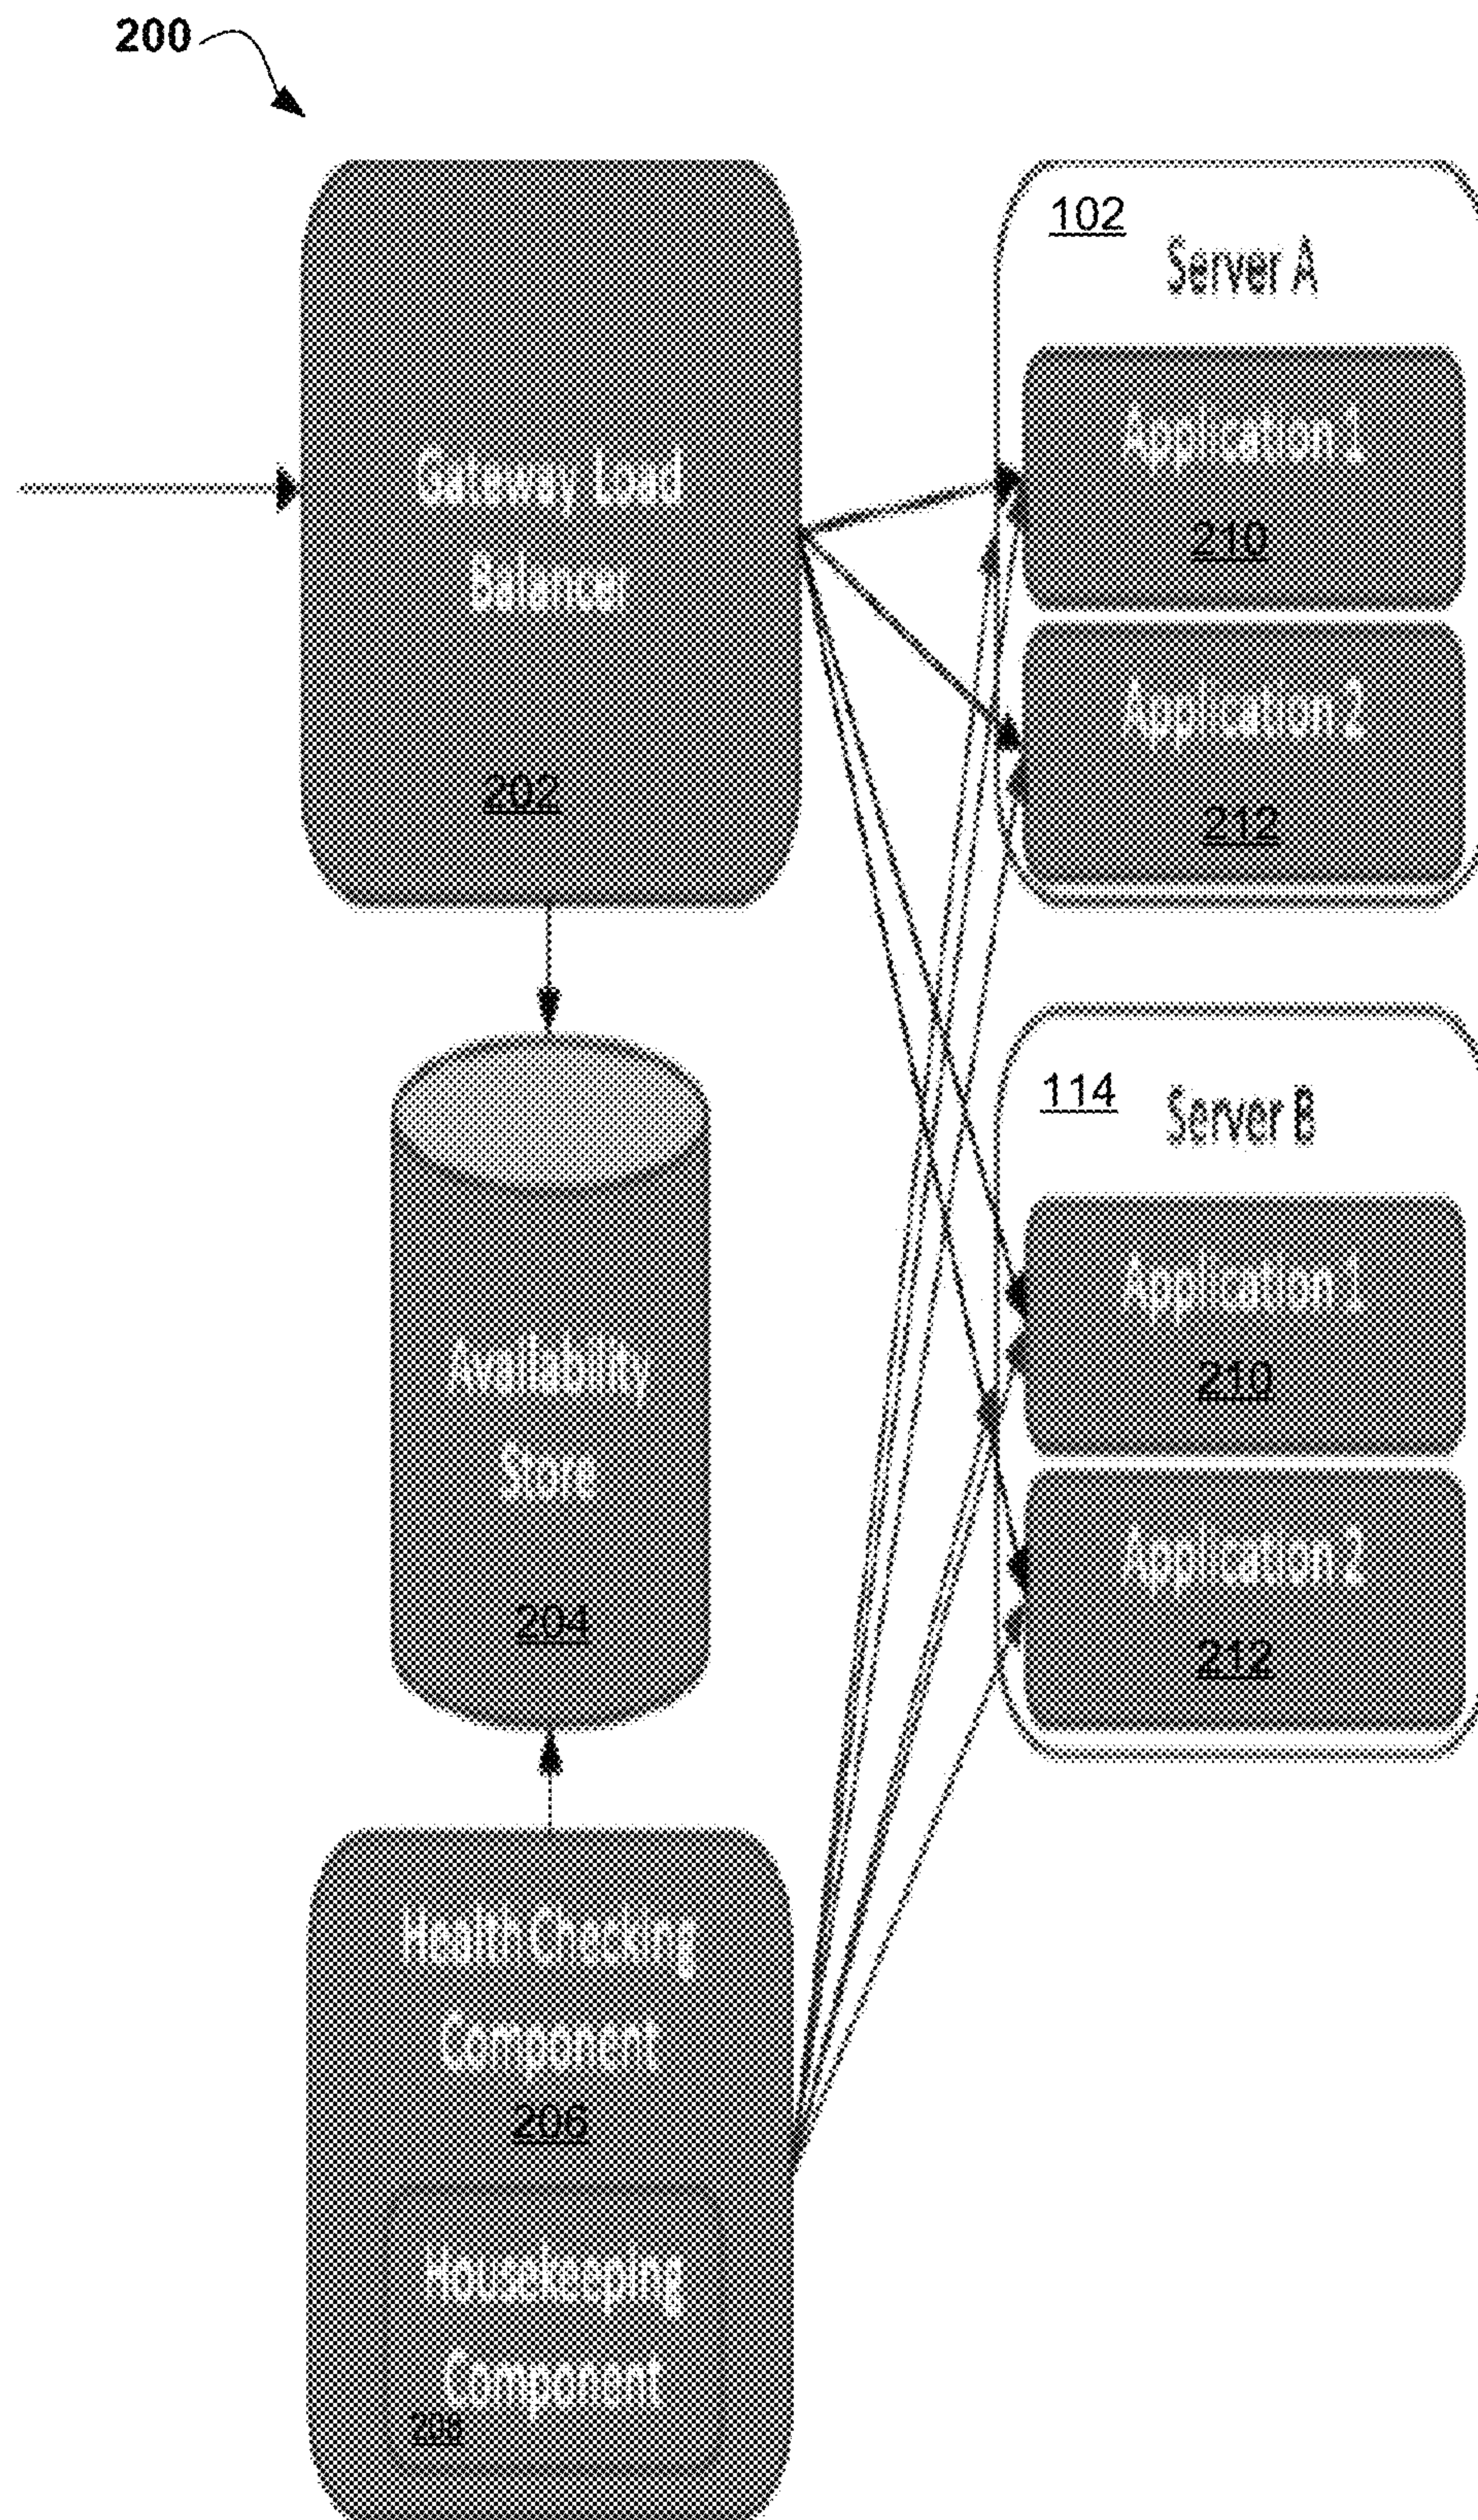 200
Gateway Load
Balancer
202
Availability
Store
204
Health Checking
Component
206
Housekeeping
Component
208
102
Server A
Application 1
210
Application 2
212
114
Server B
Application 1
210
Application 2
212